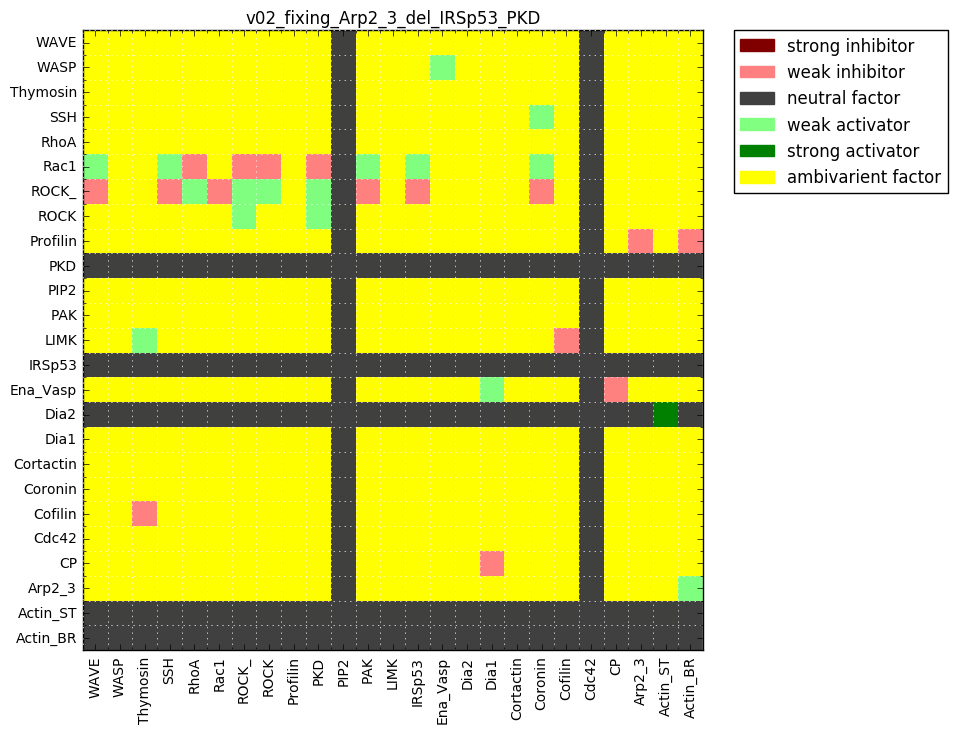 v02_fixing_Arp2_3_del_IRSp53_PKD
WAVE
WASP
Thymosin
SSH
RhoA
Rac1
ROCK_
ROCK
Profilin
PKD
PIP2
PAK
LIMK
IRSp53
Ena_Vasp
Dia2
Dia1
Cortactin
Coronin
Cofilin
Cdc42
CP
Arp2_3
Actin_ST
Actin_BR
WAVE
WASP
Thymosin
SSH
RhoA
Rac1
ROCK_
ROCK
Profilin
PKD
PIP2
PAK
LIMK
IRSp53
Ena_Vasp
Dia2
Dia1
Cortactin
Coronin
Cofilin
Cdc42
CP
Arp2_3
Actin_ST
Actin_BR
strong inhibitor
weak inhibitor
neutral factor
weak activator
strong activator
ambivarient factor